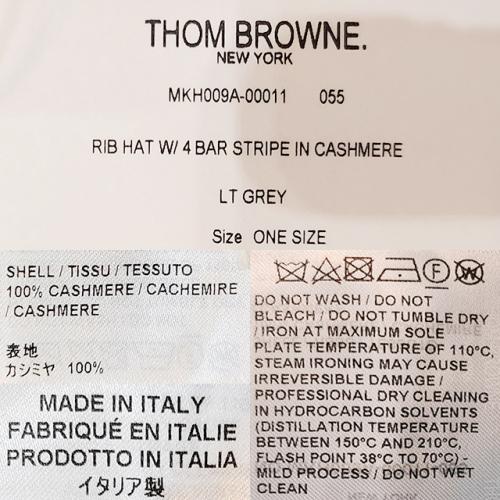 THOM BROWNE.
NEW YORK
MKH009A-00011 055
RIB HAT W/ 4 BAR STRIPE IN CASHMERE
LT GREY
Size ONE SIZE
SHELL / TISSU / TESSUTO
100% CASHMERE / CACHEMIRE
/ CASHMERE
表地
カシミヤ 100%
MADE IN ITALY
FABRIQUÉ EN ITALIE
PRODOTTO IN ITALIA
イタリア製
F W
DO NOT WASH / DO NOT
BLEACH / DO NOT TUMBLE DRY
/ IRON AT MAXIMUM SOLE
PLATE TEMPERATURE OF 110°C,
STEAM IRONING MAY CAUSE
IRREVERSIBLE DAMAGE /
PROFESSIONAL DRY CLEANING
IN HYDROCARBON SOLVENTS
(DISTILLATION TEMPERATURE
BETWEEN 150°C AND 210°C,
FLASH POINT 38°C TO 70°C) -
MILD PROCESS / DO NOT WET
CLEAN